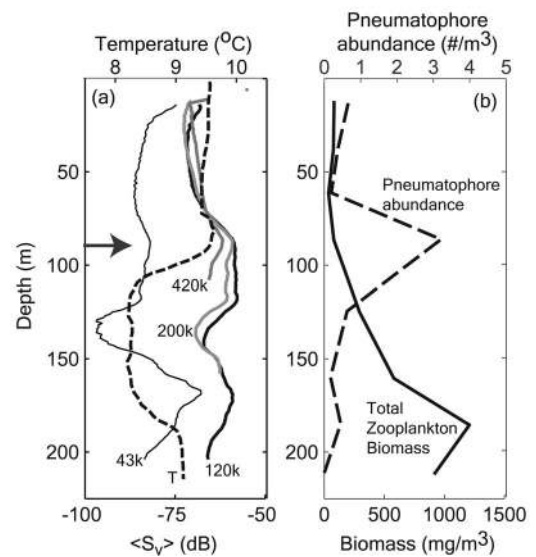 Temperature (°C)
8 9 10
Pneumatophore
abundance (#/m³)
0 1 2 3 4 5
(a)
(b)
50
100
150
200
Depth (m)
420k
200k
43k
T
120k
-100 -75 -50
<Sv> (dB)
Pneumatophore
abundance
Total
Zooplankton
Biomass
50
100
150
200
0 500 1000 1500
Biomass (mg/m³)